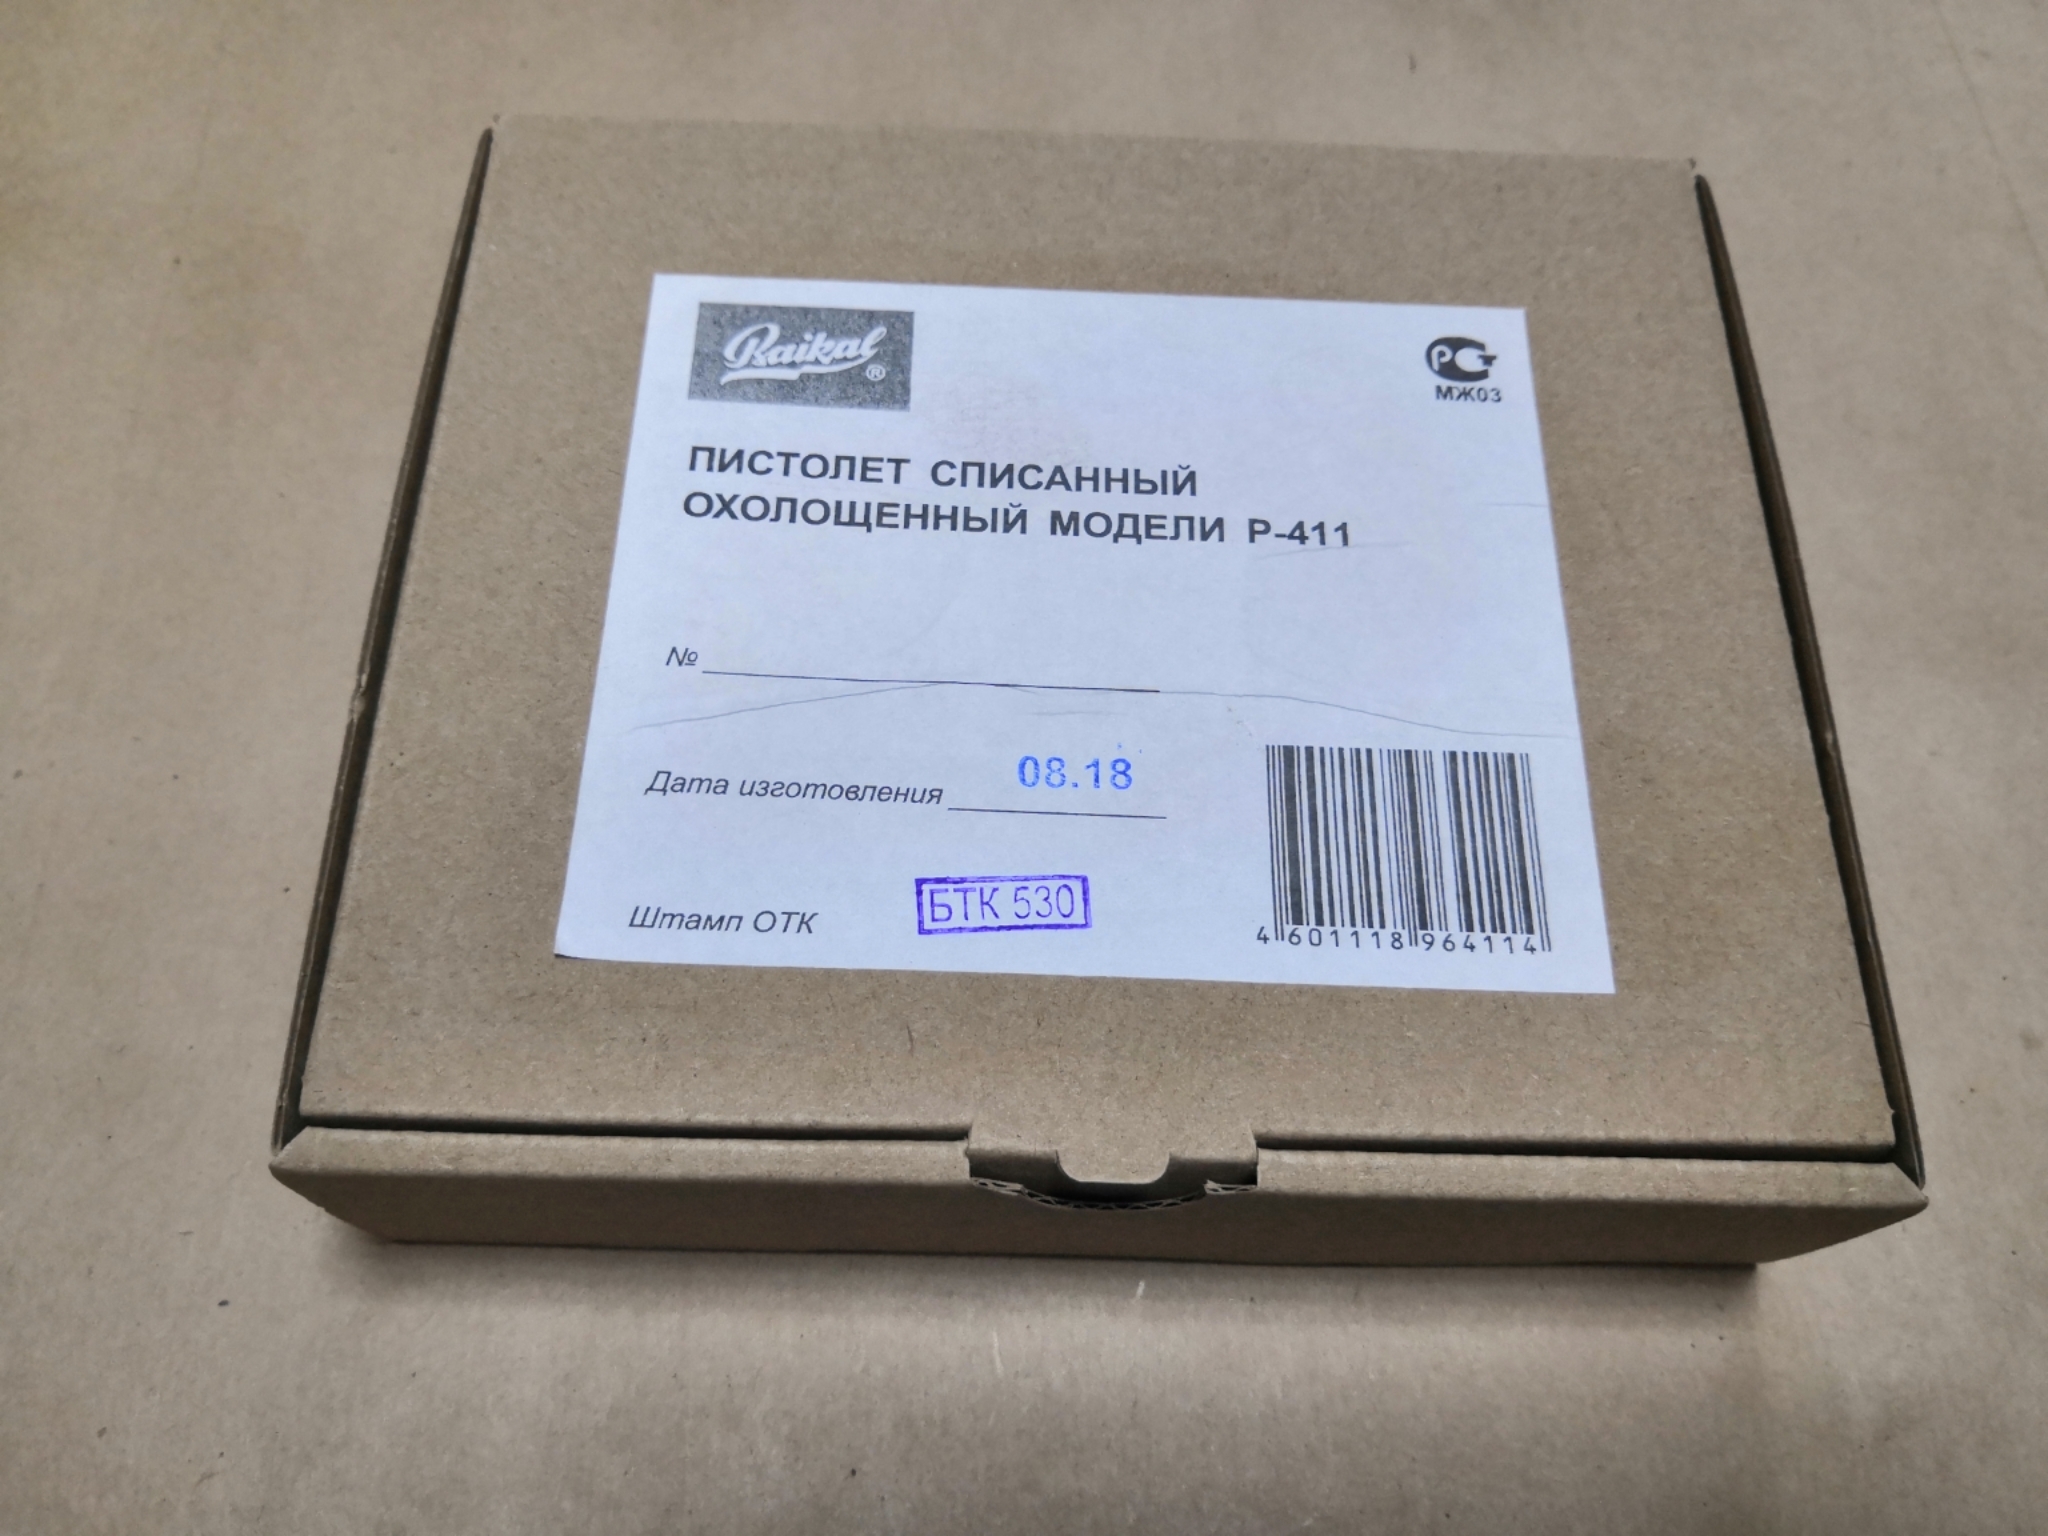 Baikal ®
РСТ
МЖ03
ПИСТОЛЕТ СПИСАННЫЙ
ОХОЛОЩЕННЫЙ МОДЕЛИ Р-411
№
Дата изготовления 08.18
Штамп ОТК БТК 530
4 601118 964114